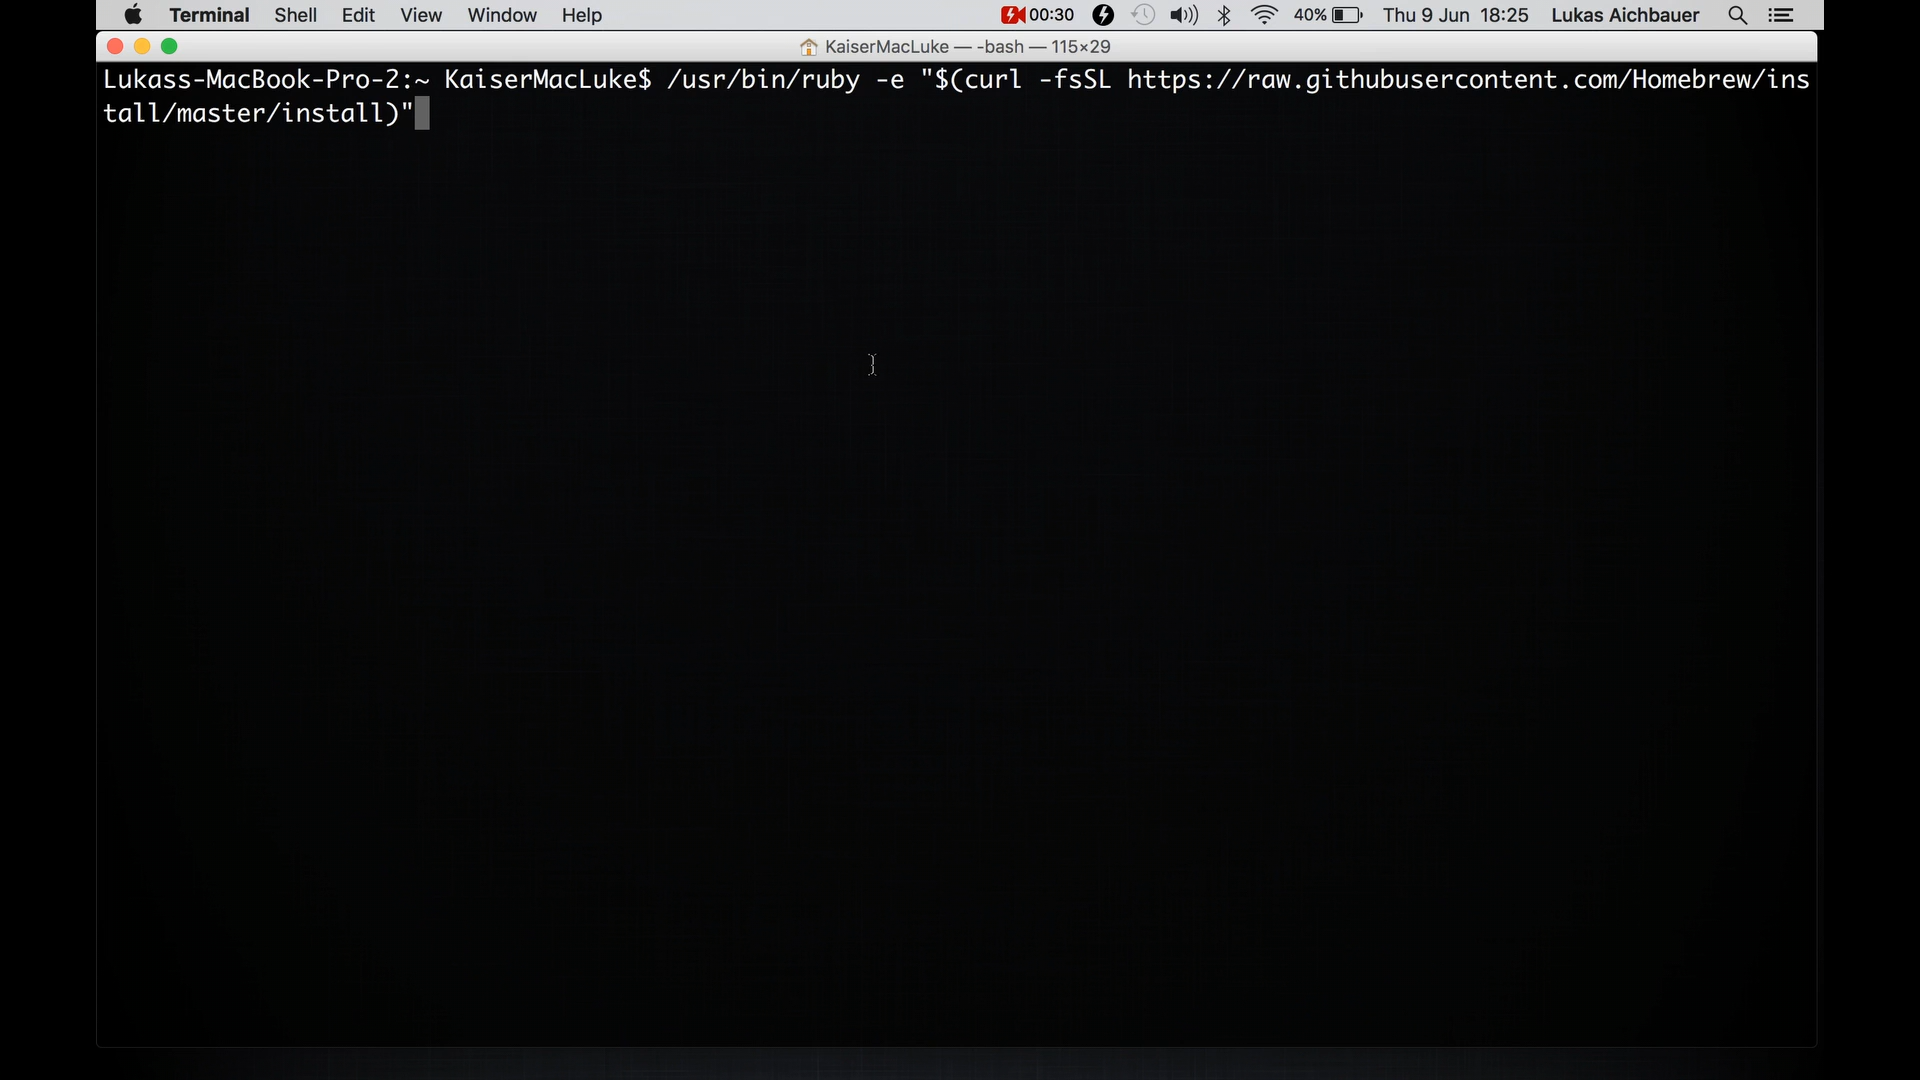 Terminal Shell Edit View Window Help 00:30 40% Thu 9 Jun 18:25 Lukas Aichbauer
KaiserMacLuke — -bash — 115×29
Lukass-MacBook-Pro-2:~ KaiserMacLuke$ /usr/bin/ruby -e "$(curl -fsSL https://raw.githubusercontent.com/Homebrew/ins
tall/master/install)"